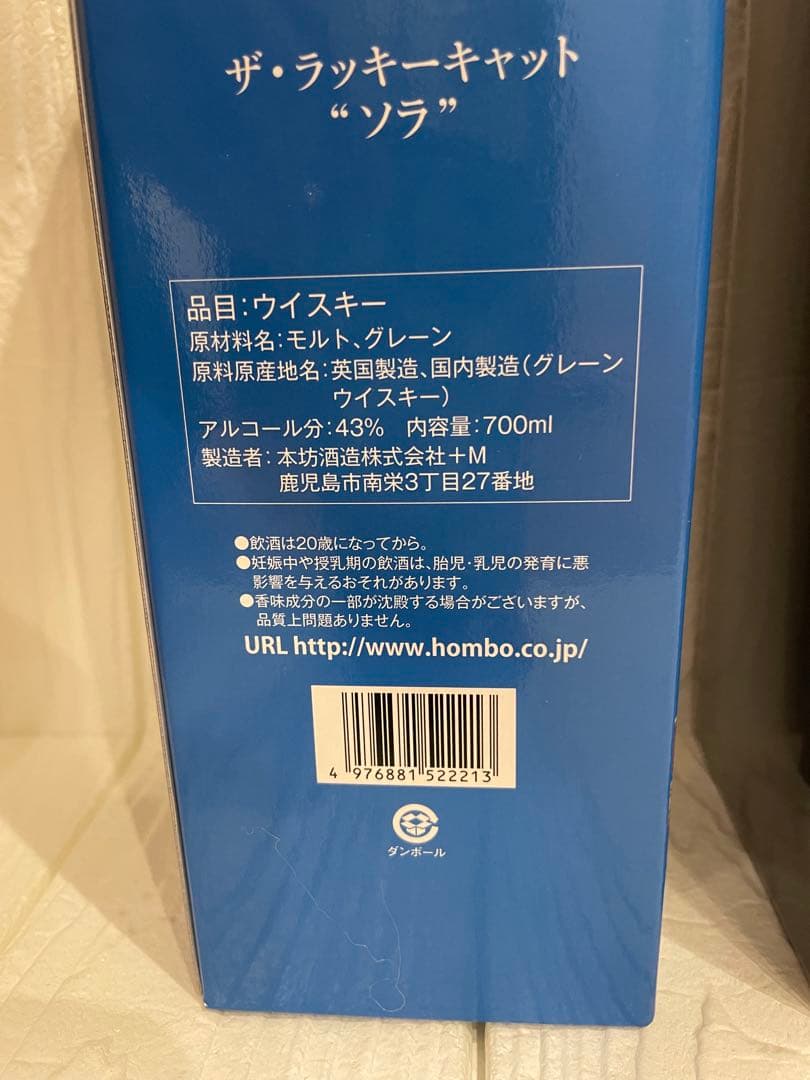 ザ・ラッキーキャット
“ソラ”
品目:ウイスキー
原材料名:モルト、グレーン
原料原産地名:英国製造、国内製造(グレーン
ウイスキー)
アルコール分:43% 内容量:700ml
製造者:本坊酒造株式会社+M
鹿児島市南栄3丁目27番地
●飲酒は20歳になってから。
●妊娠中や授乳期の飲酒は、胎児・乳児の発育に悪
影響を与えるおそれがあります。
●香味成分の一部が沈殿する場合がございますが、
品質上問題ありません。
URL http://www.hombo.co.jp/
4 976881 522213
ダンボール